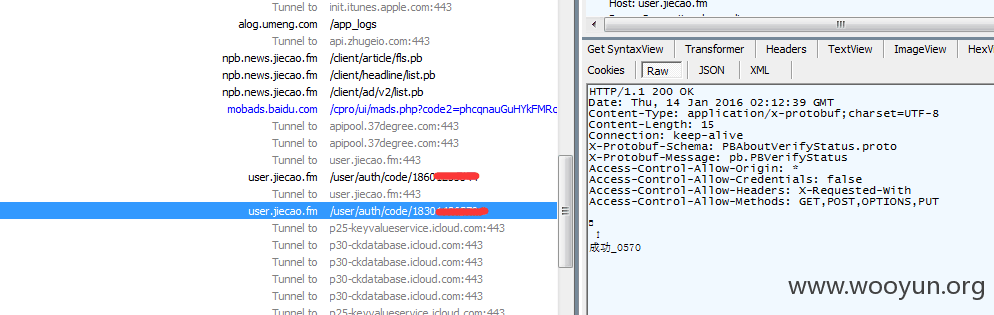 Tunnel to init.itunes.apple.com:443
alog.umeng.com /app_logs
Tunnel to api.zhugeio.com:443
npb.news.jiecao.fm /client/article/fls.pb
npb.news.jiecao.fm /client/headline/list.pb
npb.news.jiecao.fm /client/ad/v2/list.pb
mobads.baidu.com /cpro/ui/mads.php?code2=phcqnauGuHYkFMRc
Tunnel to apipool.37degree.com:443
Tunnel to apipool.37degree.com:443
Tunnel to user.jiecao.fm:443
user.jiecao.fm /user/auth/code/1860
Tunnel to user.jiecao.fm:443
user.jiecao.fm /user/auth/code/1830
Tunnel to p25-keyvalueservice.icloud.com:443
Tunnel to p30-ckdatabase.icloud.com:443
Tunnel to p30-ckdatabase.icloud.com:443
Tunnel to p30-ckdatabase.icloud.com:443
Tunnel to p30-ckdatabase.icloud.com:443
Tunnel to p25-keyvalueservice.icloud.com:443
Host: user.jiecao.fm
Get SyntaxView Transformer Headers TextView ImageView HexV
Cookies Raw JSON XML
HTTP/1.1 200 OK
Date: Thu, 14 Jan 2016 02:12:39 GMT
Content-Type: application/x-protobuf;charset=UTF-8
Content-Length: 15
Connection: keep-alive
X-Protobuf-Schema: PBAboutVerifyStatus.proto
X-Protobuf-Message: pb.PBVerifyStatus
Access-Control-Allow-Origin: *
Access-Control-Allow-Credentials: false
Access-Control-Allow-Headers: X-Requested-With
Access-Control-Allow-Methods: GET,POST,OPTIONS,PUT
成功_0570
www.wooyun.org